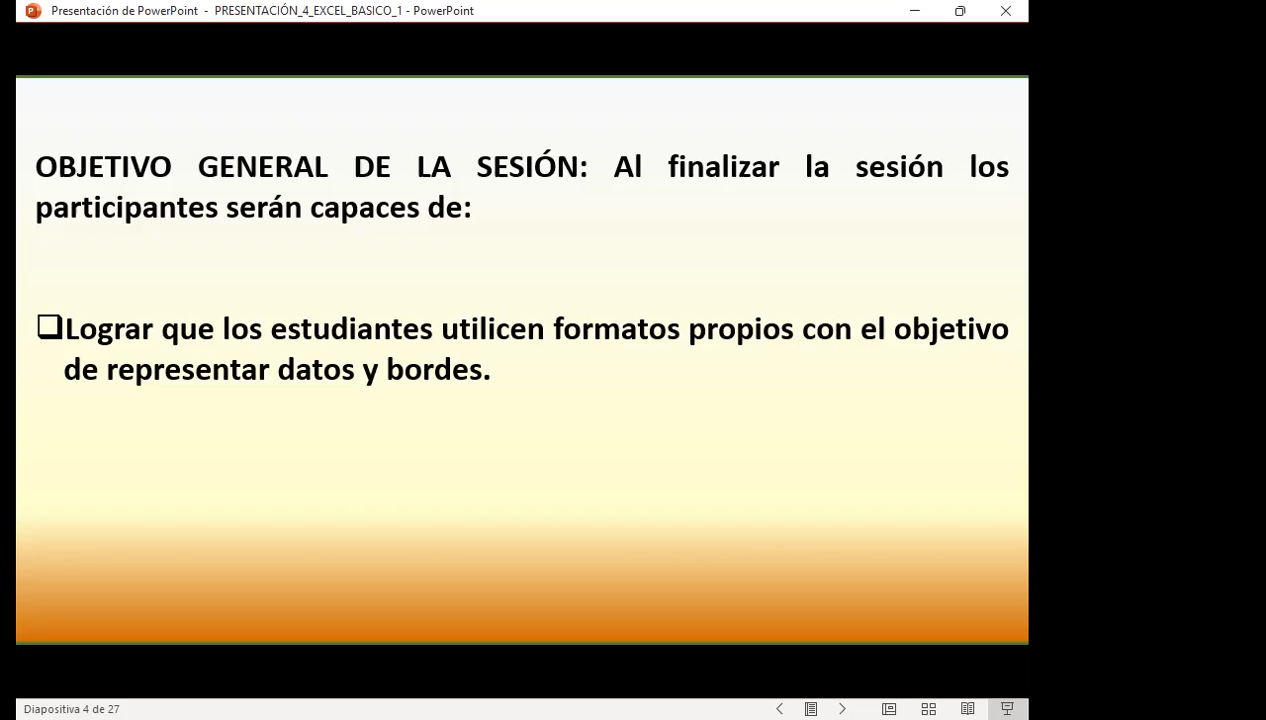 Presentación de PowerPoint - PRESENTACIÓN_4_EXCEL_BASICO_1 - PowerPoint
OBJETIVO GENERAL DE LA SESIÓN: Al finalizar la sesión los
participantes serán capaces de:
Lograr que los estudiantes utilicen formatos propios con el objetivo
de representar datos y bordes.
Diapositiva 4 de 27